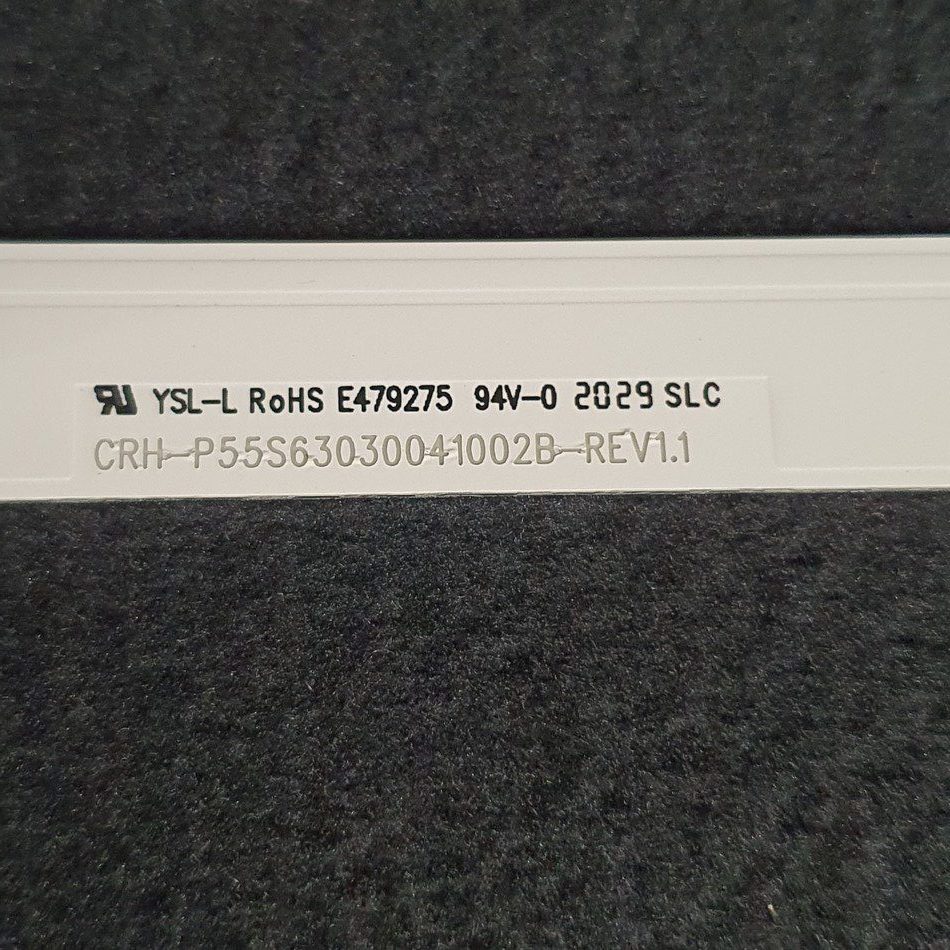 YSL-L RoHS E479275 94V-0 2029 SLC
CRH-P55S63030041002B-REV1.1